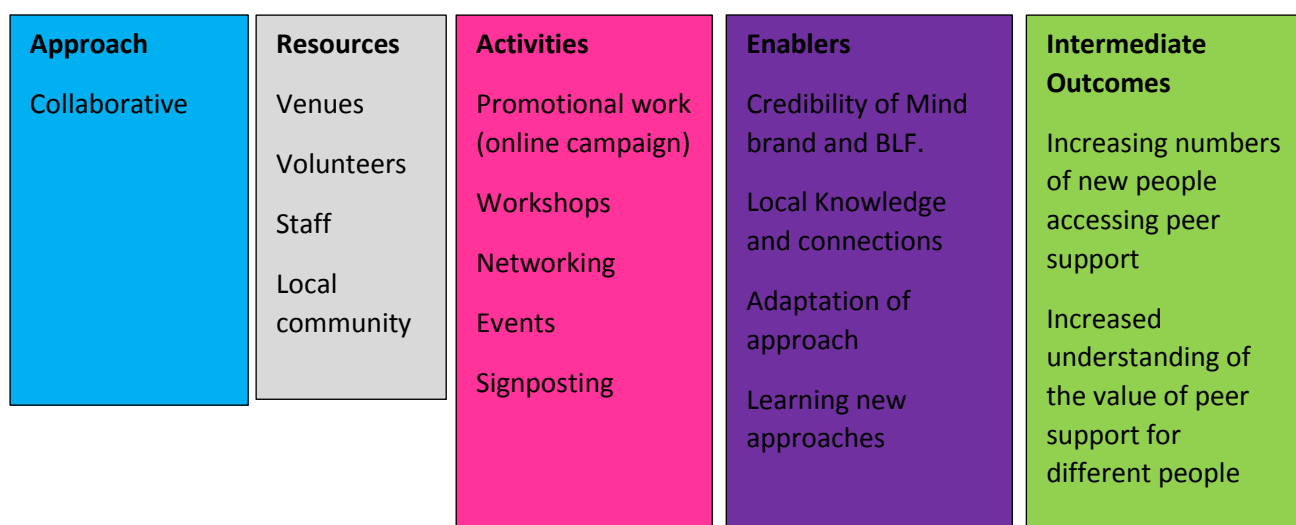 Approach
Collaborative
Resources
Venues
Volunteers
Staff
Local
community
Activities
Promotional work
(online campaign)
Workshops
Networking
Events
Signposting
Enablers
Credibility of Mind
brand and BLF.
Local Knowledge
and connections
Adaptation of
approach
Learning new
approaches
Intermediate
Outcomes
Increasing numbers
of new people
accessing peer
support
Increased
understanding of
the value of peer
support for
different people